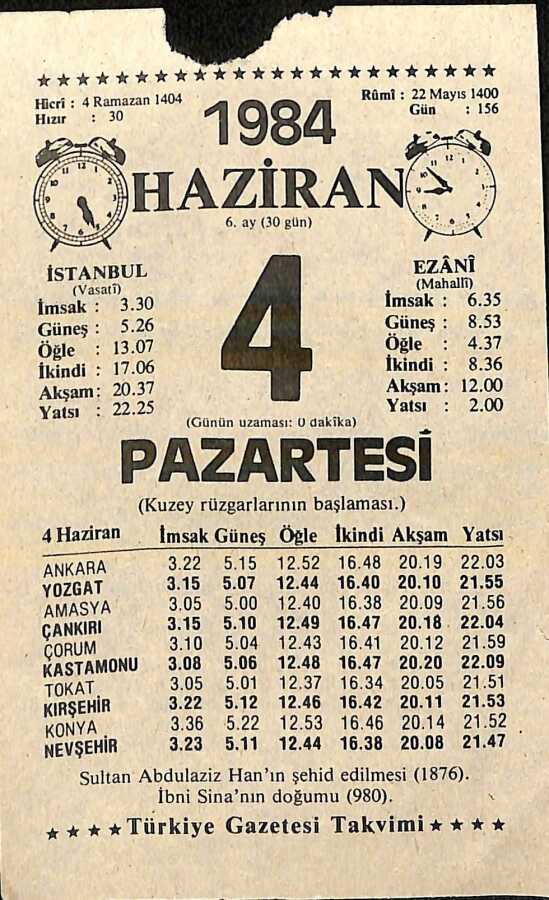 ★★★★★★★★★★★★★★★★★★★★★★★★
Hicrî : 4 Ramazan 1404
Hızır : 30
1984
Rûmî : 22 Mayıs 1400
Gün : 156
HAZİRAN
6. ay (30 gün)
İSTANBUL
(Vasatî)
İmsak : 3.30
Güneş : 5.26
Öğle : 13.07
İkindi : 17.06
Akşam: 20.37
Yatsı : 22.25
4
EZÂNÎ
(Mahallî)
İmsak : 6.35
Güneş : 8.53
Öğle : 4.37
İkindi : 8.36
Akşam: 12.00
Yatsı : 2.00
(Günün uzaması: 0 dakîka)
PAZARTESİ
(Kuzey rüzgarlarının başlaması.)
4 Haziran İmsak Güneş Öğle İkindi Akşam Yatsı
ANKARA 3.22 5.15 12.52 16.48 20.19 22.03
YOZGAT 3.15 5.07 12.44 16.40 20.10 21.55
AMASYA 3.05 5.00 12.40 16.38 20.09 21.56
ÇANKIRI 3.15 5.10 12.49 16.47 20.18 22.04
ÇORUM 3.10 5.04 12.43 16.41 20.12 21.59
KASTAMONU 3.08 5.06 12.48 16.47 20.20 22.09
TOKAT 3.05 5.01 12.37 16.34 20.05 21.51
KIRŞEHİR 3.22 5.12 12.46 16.42 20.11 21.53
KONYA 3.36 5.22 12.53 16.46 20.14 21.52
NEVŞEHİR 3.23 5.11 12.44 16.38 20.08 21.47
Sultan Abdulaziz Han'ın şehid edilmesi (1876).
İbni Sina'nın doğumu (980).
★★★★Türkiye Gazetesi Takvimi★★★★